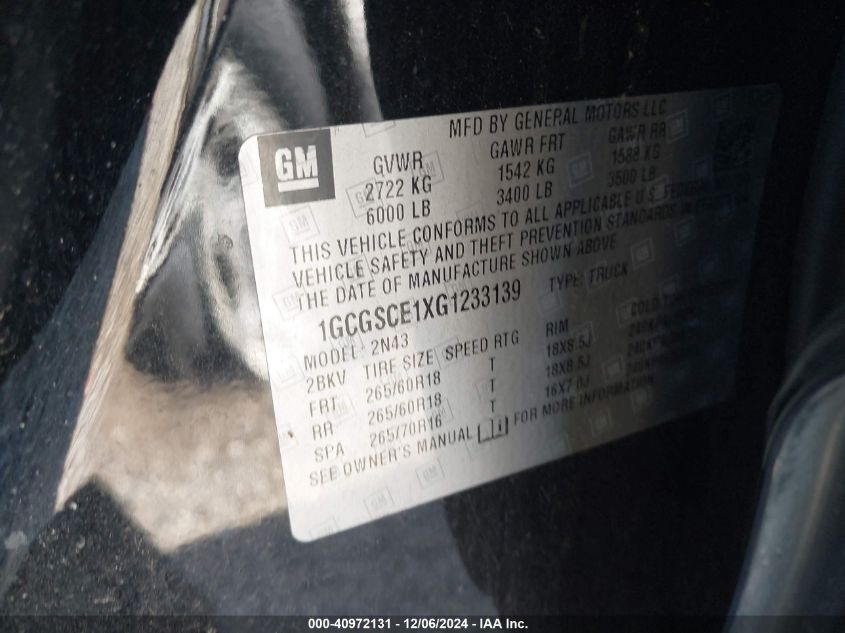 MFD BY GENERAL MOTORS LLC
GM
GVWR GAWR FRT GAWR RR
2722 KG 1542 KG 1588 KG
6000 LB 3400 LB 3500 LB
THIS VEHICLE CONFORMS TO ALL APPLICABLE U.S. FEDERAL
VEHICLE SAFETY AND THEFT PREVENTION STANDARDS IN EFFECT ON
THE DATE OF MANUFACTURE SHOWN ABOVE
1GCGSCE1XG1233139 TYPE: TRUCK
MODEL: 2N43
2BKV TIRE SIZE SPEED RTG RIM COLD
FRT 265/60R18 T 18X8.5J
RR 265/60R18 T 18X8.5J
SPA 265/70R16 T 16X7.0J
SEE OWNER'S MANUAL FOR MORE INFORMATION
000-40972131 - 12/06/2024 - IAA Inc.